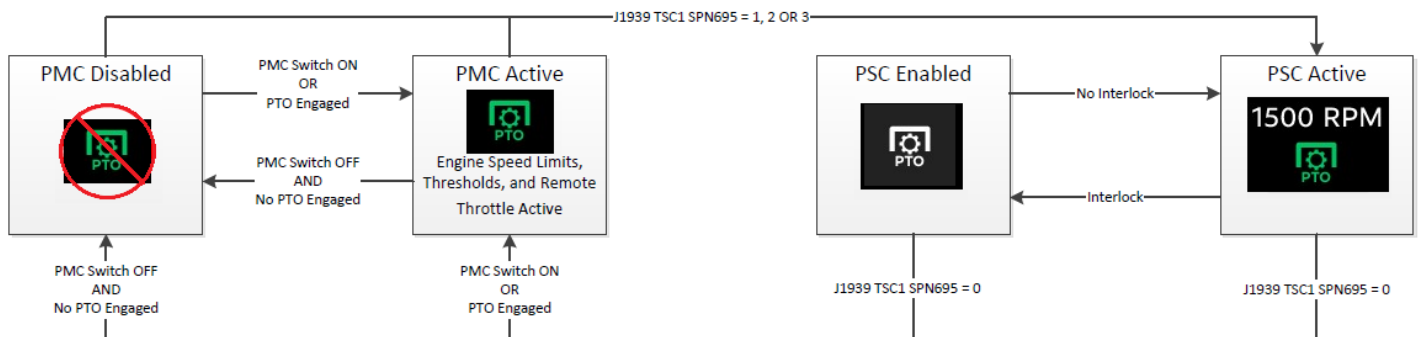 J1939 TSC1 SPN695 = 1, 2 OR 3
PMC Disabled
PTO
PMC Switch ON
OR
PTO Engaged
PMC Switch OFF
AND
No PTO Engaged
PMC Active
PTO
Engine Speed Limits,
Thresholds, and Remote
Throttle Active
PSC Enabled
PTO
No Interlock
Interlock
PSC Active
1500 RPM
PTO
PMC Switch OFF
AND
No PTO Engaged
PMC Switch ON
OR
PTO Engaged
J1939 TSC1 SPN695 = 0
J1939 TSC1 SPN695 = 0